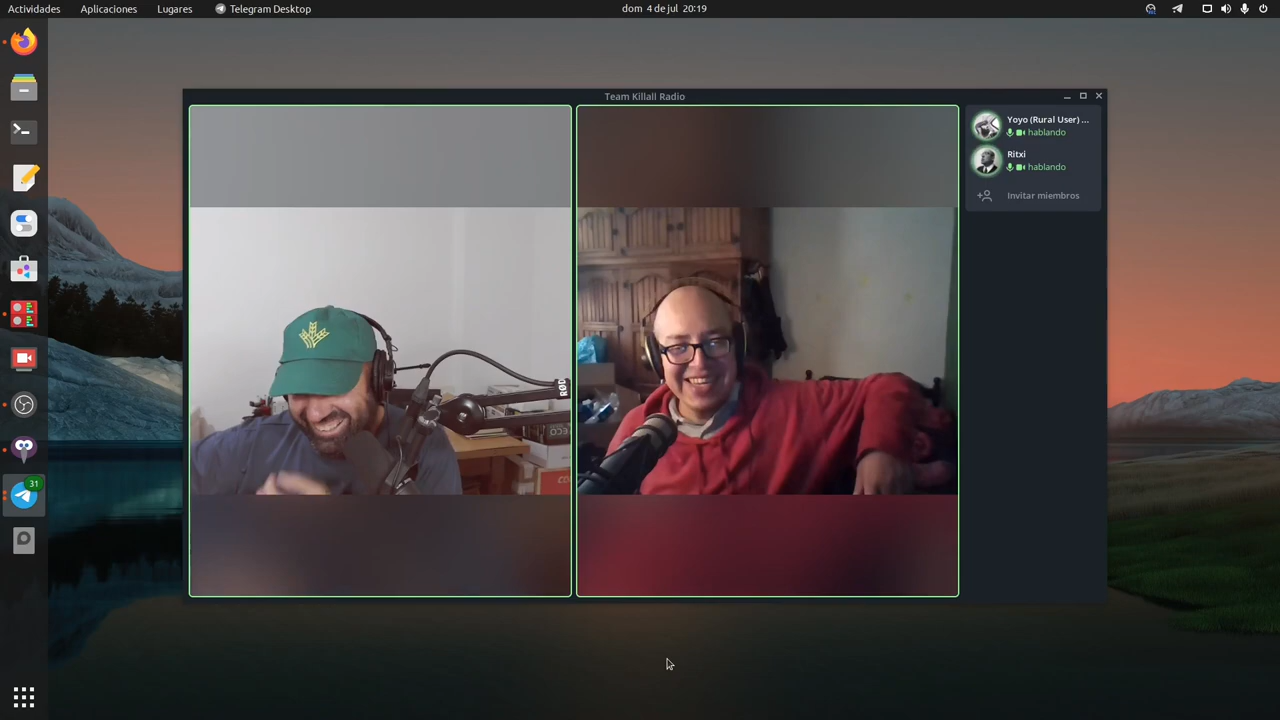 Actividades
Aplicaciones
Lugares
Telegram Desktop
dom 4 de jul 20:19
Team Killall Radio
Yoyo (Rural User) ...
hablando
Ritxi
hablando
Invitar miembros
RØD
31